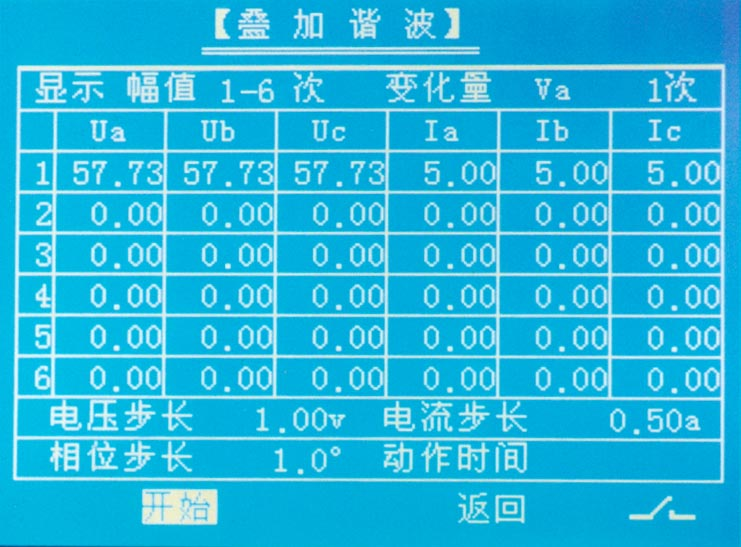 【叠加谐波】
显示 幅值 1-6 次 变化量 Va 1次
Ua Ub Uc Ia Ib Ic
1 57.73 57.73 57.73 5.00 5.00 5.00
2 0.00 0.00 0.00 0.00 0.00 0.00
3 0.00 0.00 0.00 0.00 0.00 0.00
4 0.00 0.00 0.00 0.00 0.00 0.00
5 0.00 0.00 0.00 0.00 0.00 0.00
6 0.00 0.00 0.00 0.00 0.00 0.00
电压步长 1.00v 电流步长 0.50a
相位步长 1.0° 动作时间
开始 返回